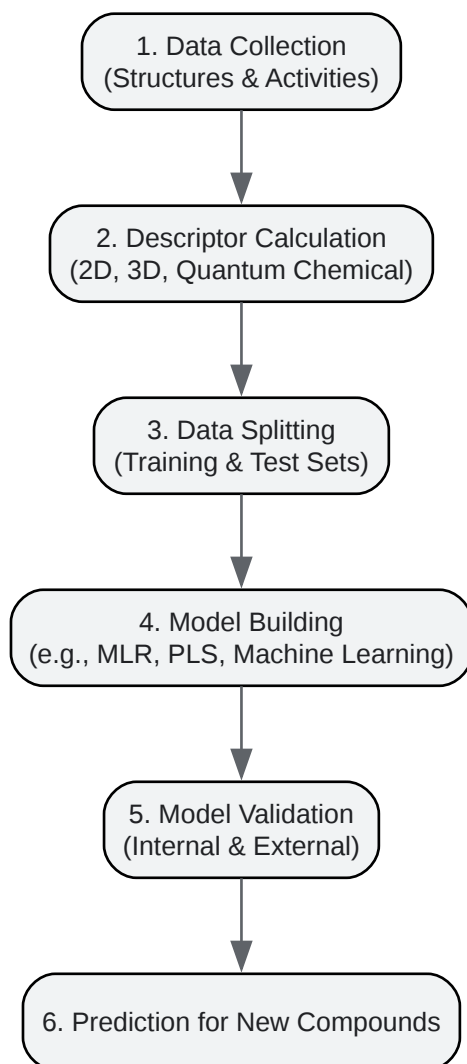 1. Data Collection
(Structures & Activities)
2. Descriptor Calculation
(2D, 3D, Quantum Chemical)
3. Data Splitting
(Training & Test Sets)
4. Model Building
(e.g., MLR, PLS, Machine Learning)
5. Model Validation
(Internal & External)
6. Prediction for New Compounds